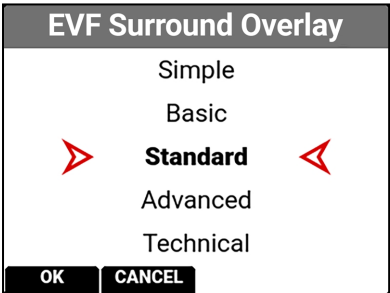 EVF Surround Overlay
Simple
Basic
Standard
Advanced
Technical
OK CANCEL